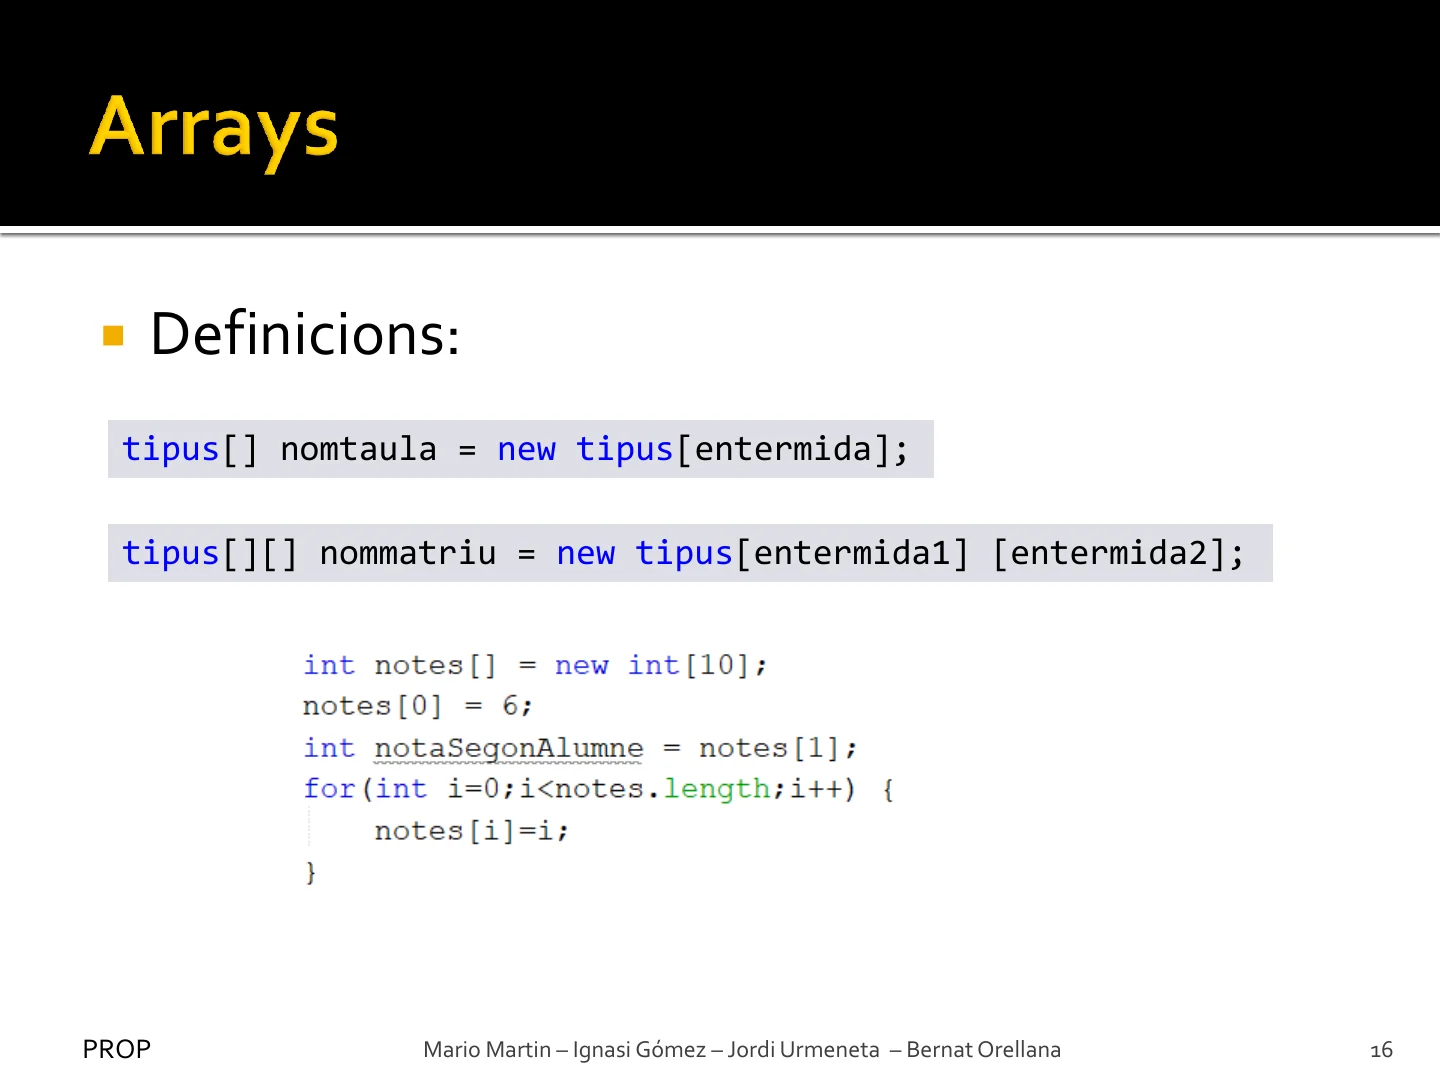 Arrays
Definicions:
tipus[] nomtaula = new tipus[entermida];
tipus[][] nommatriu = new tipus[entermida1] [entermida2];
int notes[] = new int[10];
notes[0] = 6;
int notaSegonAlumne = notes[1];
for(int i=0;i<notes.length;i++) {
    notes[i]=i;
}
PROP
Mario Martin – Ignasi Gómez – Jordi Urmeneta – Bernat Orellana
16